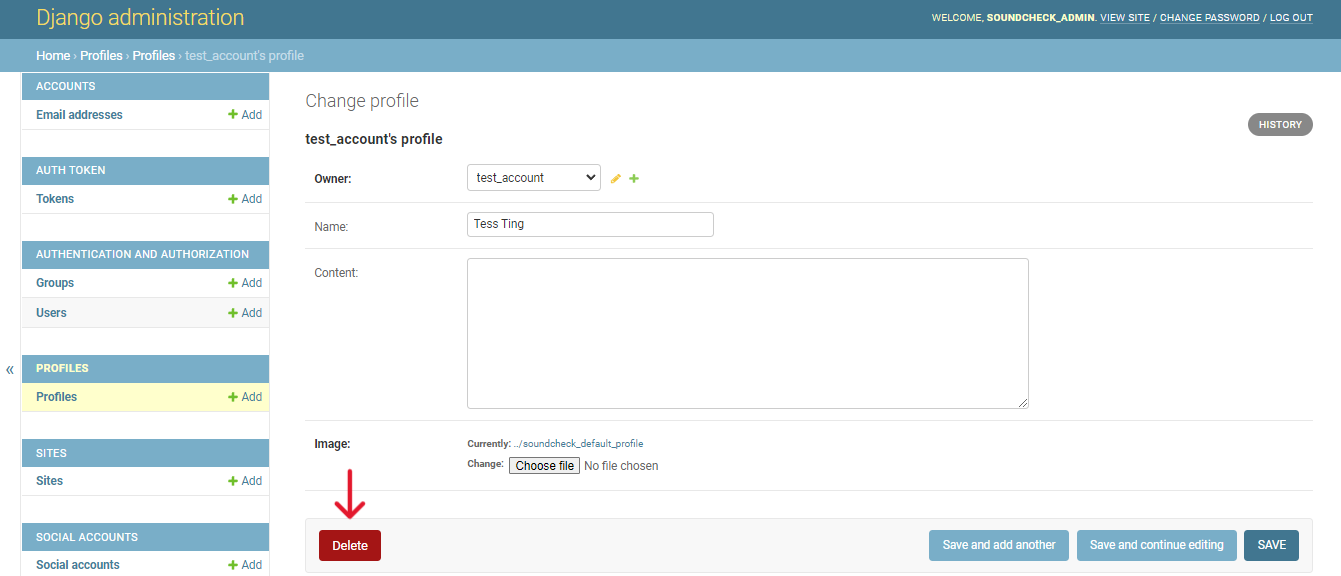 Django administration
WELCOME, SOUNDCHECK_ADMIN. VIEW SITE / CHANGE PASSWORD / LOG OUT
Home › Profiles › Profiles › test_account's profile
ACCOUNTS
Email addresses + Add
AUTH TOKEN
Tokens + Add
AUTHENTICATION AND AUTHORIZATION
Groups + Add
Users + Add
«
PROFILES
Profiles + Add
SITES
Sites + Add
SOCIAL ACCOUNTS
Social accounts + Add
Change profile
HISTORY
test_account's profile
Owner: test_account
Name: Tess Ting
Content:
Image: Currently: ../soundcheck_default_profile
Change: Choose file No file chosen
Delete Save and add another Save and continue editing SAVE